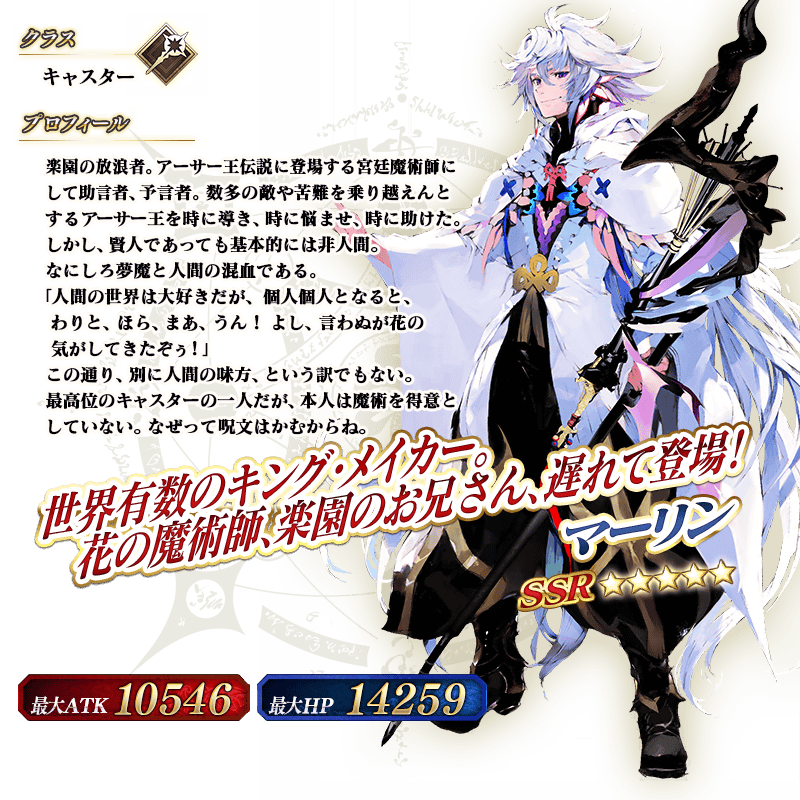 クラス
キャスター
プロフィール
楽園の放浪者。アーサー王伝説に登場する宮廷魔術師に
して助言者、予言者。数多の敵や苦難を乗り越えんと
するアーサー王を時に導き、時に悩ませ、時に助けた。
しかし、賢人であっても基本的には非人間。
なにしろ夢魔と人間の混血である。
「人間の世界は大好きだが、個人個人となると、
わりと、ほら、まあ、うん！ よし、言わぬが花の
気がしてきたぞぅ！」
この通り、別に人間の味方、という訳でもない。
最高位のキャスターの一人だが、本人は魔術を得意と
していない。なぜって呪文はかむからね。
世界有数のキング・メイカー。
花の魔術師、楽園のお兄さん、遅れて登場！
マーリン
SSR ★★★★★
最大ATK 10546
最大HP 14259